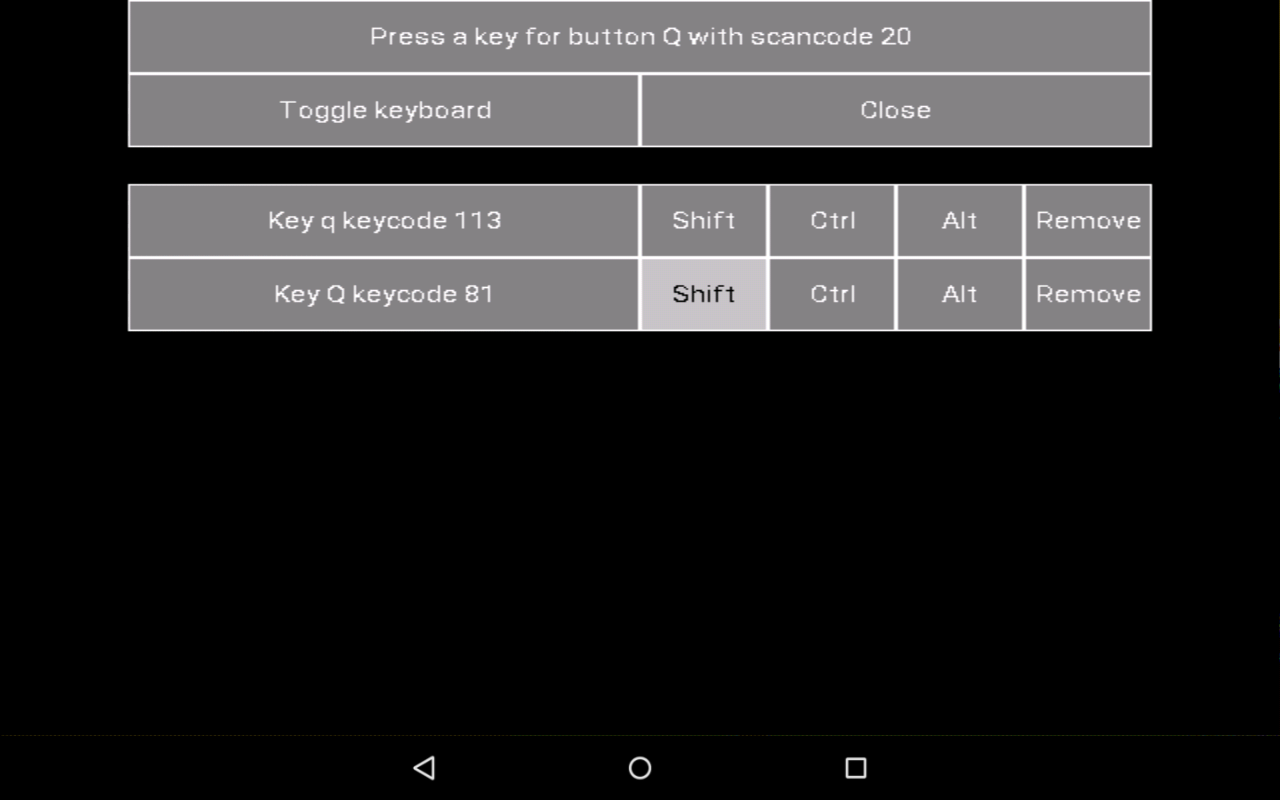 Press a key for button Q with scancode 20
Toggle keyboard Close
Key q keycode 113 Shift Ctrl Alt Remove
Key Q keycode 81 Shift Ctrl Alt Remove